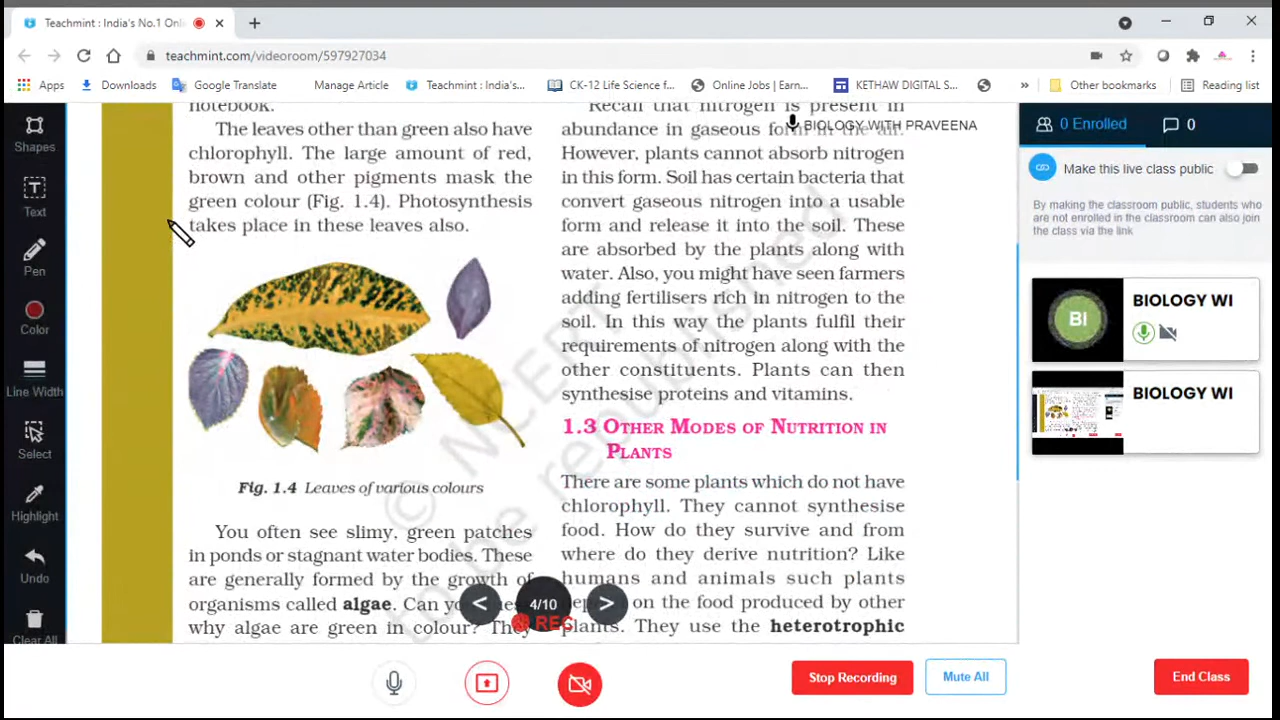 Teachmint : India's No.1 Onli
teachmint.com/videoroom/597927034
Apps
Downloads
Google Translate
Manage Article
Teachmint : India's...
CK-12 Life Science f...
Online Jobs | Earn...
KETHAW DIGITAL S...
»
Other bookmarks
Reading list
Shapes
Text
Pen
Color
Line Width
Select
Highlight
Undo
Clear All
notebook.
The leaves other than green also have
chlorophyll. The large amount of red,
brown and other pigments mask the
green colour (Fig. 1.4). Photosynthesis
takes place in these leaves also.
Fig. 1.4 Leaves of various colours
You often see slimy, green patches
in ponds or stagnant water bodies. These
are generally formed by the growth of
organisms called algae. Can
why algae are green in colour? They
Recall that nitrogen is present in
abundance in gaseous form in the air.
However, plants cannot absorb nitrogen
in this form. Soil has certain bacteria that
convert gaseous nitrogen into a usable
form and release it into the soil. These
are absorbed by the plants along with
water. Also, you might have seen farmers
adding fertilisers rich in nitrogen to the
soil. In this way the plants fulfil their
requirements of nitrogen along with the
other constituents. Plants can then
synthesise proteins and vitamins.
1.3 OTHER MODES OF NUTRITION IN
PLANTS
There are some plants which do not have
chlorophyll. They cannot synthesise
food. How do they survive and from
where do they derive nutrition? Like
humans and animals such plants
on the food produced by other
plants. They use the heterotrophic
BIOLOGY WITH PRAVEENA
© NCERT
to be republished
< 4/10 >
REC
0 Enrolled
0
Make this live class public
By making the classroom public, students who
are not enrolled in the classroom can also join
the class via the link
BI
BIOLOGY WI
BIOLOGY WI
Stop Recording
Mute All
End Class